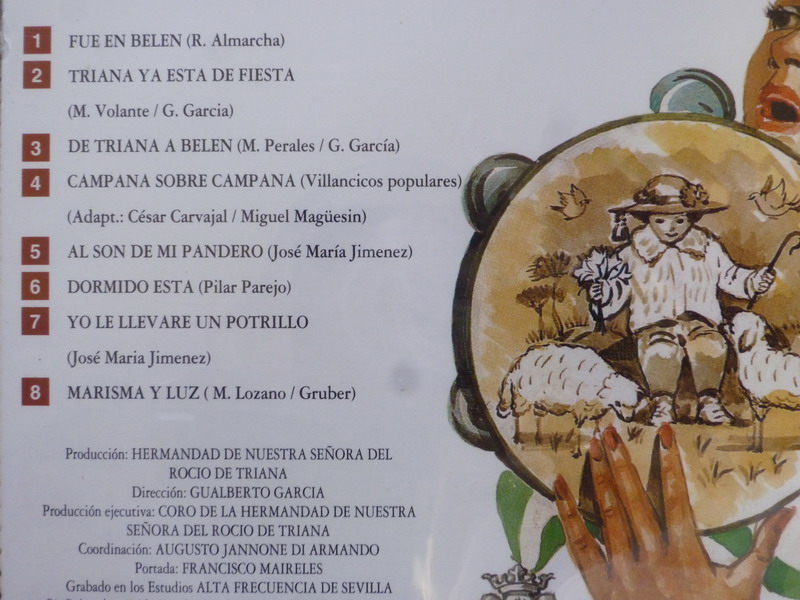 1 FUE EN BELEN (R. Almarcha)
2 TRIANA YA ESTA DE FIESTA
(M. Volante / G. Garcia)
3 DE TRIANA A BELEN (M. Perales / G. García)
4 CAMPANA SOBRE CAMPANA (Villancicos populares)
(Adapt.: César Carvajal / Miguel Magüesin)
5 AL SON DE MI PANDERO (José María Jimenez)
6 DORMIDO ESTA (Pilar Parejo)
7 YO LE LLEVARE UN POTRILLO
(José Maria Jimenez)
8 MARISMA Y LUZ ( M. Lozano / Gruber)
Producción: HERMANDAD DE NUESTRA SEÑORA DEL
ROCIO DE TRIANA
Dirección: GUALBERTO GARCIA
Producción ejecutiva: CORO DE LA HERMANDAD DE NUESTRA
SEÑORA DEL ROCIO DE TRIANA
Coordinación: AUGUSTO JANNONE DI ARMANDO
Portada: FRANCISCO MAIRELES
Grabado en los Estudios ALTA FRECUENCIA DE SEVILLA